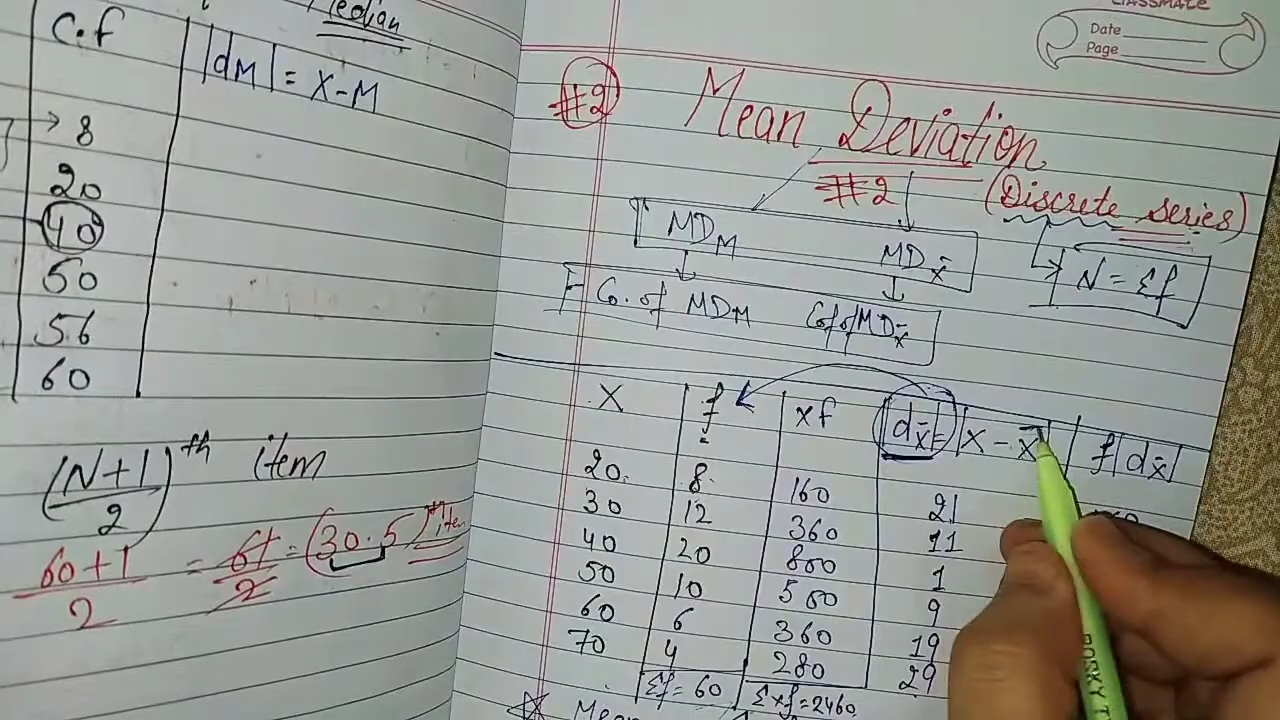 Median
C.f
|dM| = X-M
8
20
40
50
56
60
(N+1/2)th item
60+1/2 = 61/2 = (30.5)th item
CLASSMATE
Date
Page
#2 Mean Deviation
#2 (Discrete series)
MDM MDx̄
N = Σf
Co. of MDM Cof of MDx̄
X f xf |dx̄|= |X - x̄| f|dx̄|
20. 8. 160 21
30 12 360 11
40 20 800 1
50 10 500 9
60 6 360 19
70 4 280 29
Σf = 60 Σxf=2460
Mean